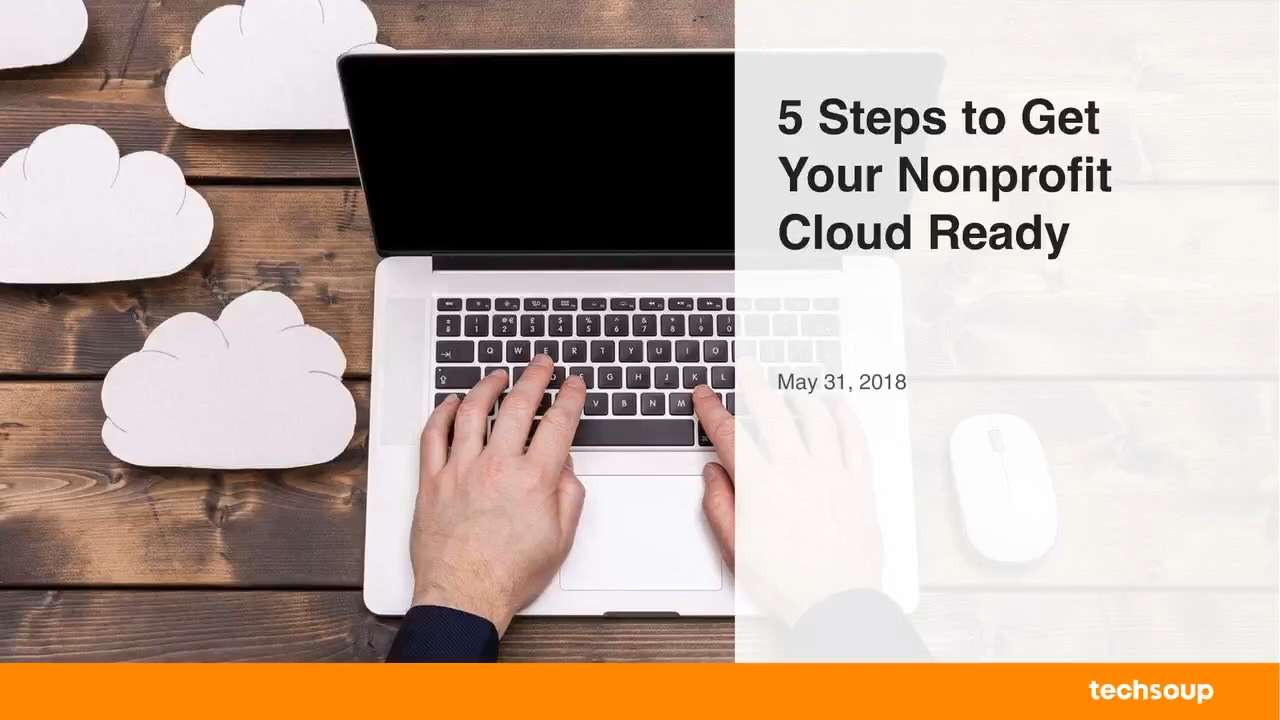 5 Steps to Get
Your Nonprofit
Cloud Ready
May 31, 2018
techsoup